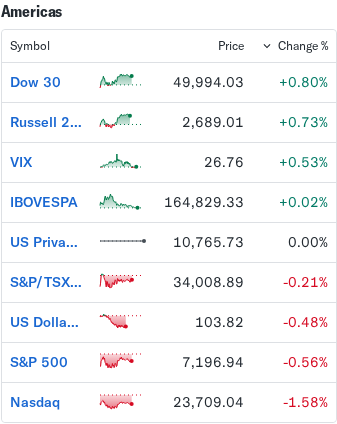 Americas
Symbol Price Change %
Dow 30 49,994.03 +0.80%
Russell 2... 2,689.01 +0.73%
VIX 26.76 +0.53%
IBOVESPA 164,829.33 +0.02%
US Priva... 10,765.73 0.00%
S&P/TSX... 34,008.89 -0.21%
US Dolla... 103.82 -0.48%
S&P 500 7,196.94 -0.56%
Nasdaq 23,709.04 -1.58%